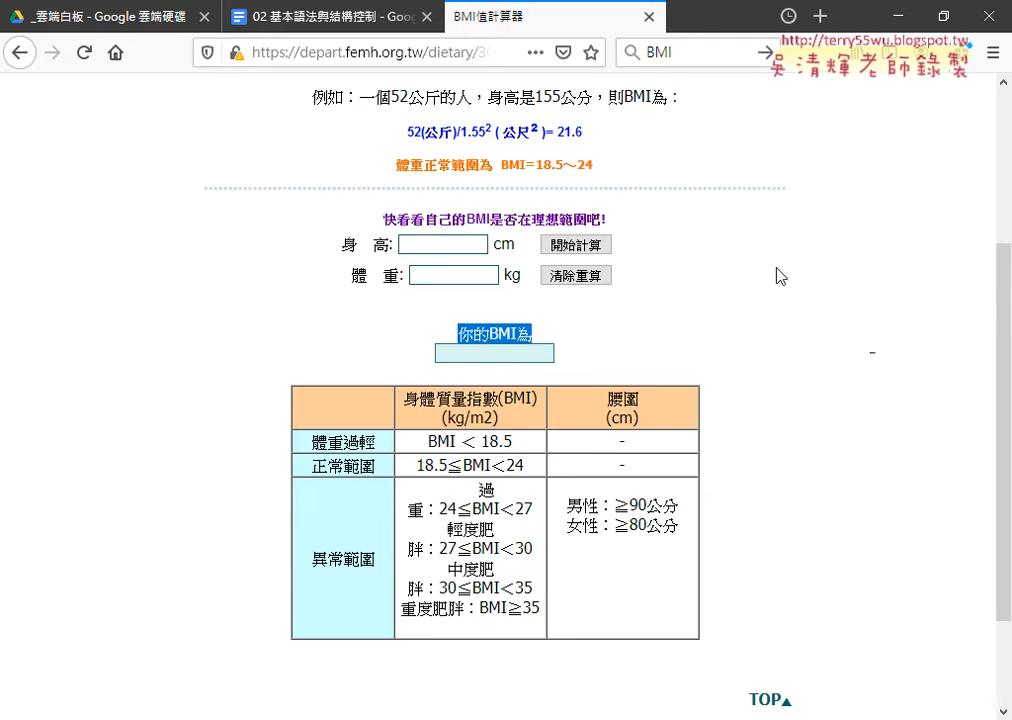 _雲端白板 - Google 雲端硬碟
02 基本語法與結構控制 - Goo
BMI值計算器
https://depart.femh.org.tw/dietary/3
BMI
http://terry55wu.blogspot.tw
吳清輝老師錄製
例如：一個52公斤的人，身高是155公分，則BMI為：
52(公斤)/1.55² ( 公尺² )= 21.6
體重正常範圍為 BMI=18.5～24
快看看自己的BMI是否在理想範圍吧!
身 高: cm 開始計算
體 重: kg 清除重算
你的BMI為
身體質量指數(BMI)
(kg/m2)
腰圍
(cm)
體重過輕 BMI ＜ 18.5 -
正常範圍 18.5≦BMI＜24 -
異常範圍
過
重：24≦BMI＜27
輕度肥
胖：27≦BMI＜30
中度肥
胖：30≦BMI＜35
重度肥胖：BMI≧35
男性：≧90公分
女性：≧80公分
TOP▲